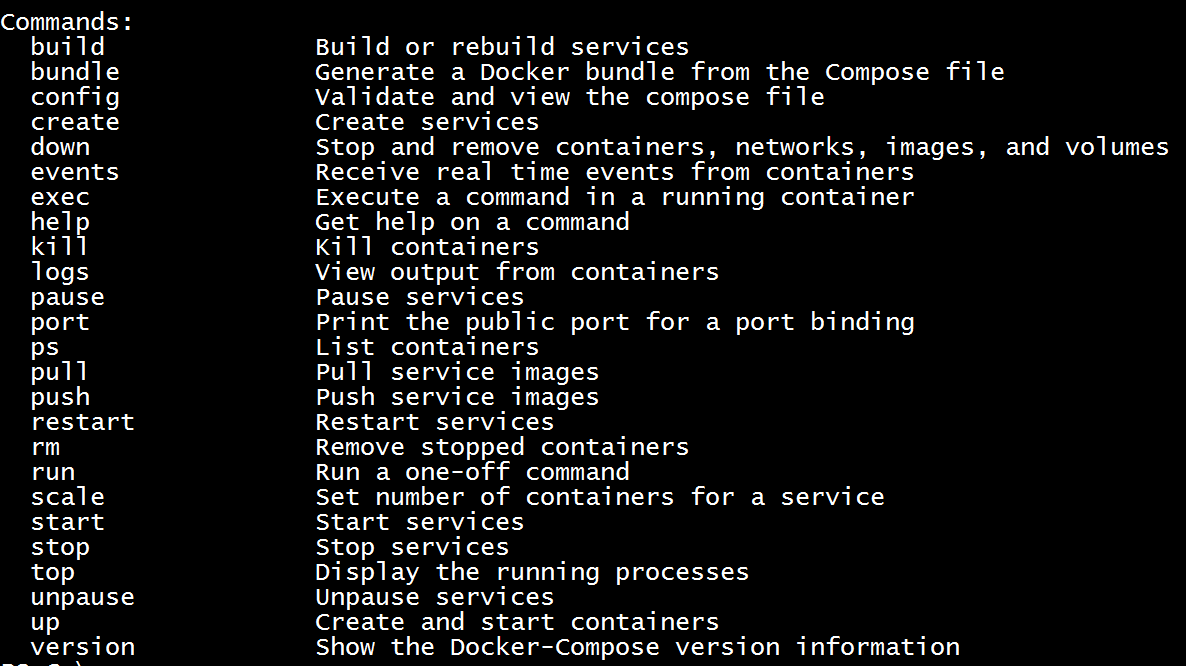 Commands:
  build              Build or rebuild services
  bundle             Generate a Docker bundle from the Compose file
  config             Validate and view the compose file
  create             Create services
  down               Stop and remove containers, networks, images, and volumes
  events             Receive real time events from containers
  exec               Execute a command in a running container
  help               Get help on a command
  kill               Kill containers
  logs               View output from containers
  pause              Pause services
  port               Print the public port for a port binding
  ps                 List containers
  pull               Pull service images
  push               Push service images
  restart            Restart services
  rm                 Remove stopped containers
  run                Run a one-off command
  scale              Set number of containers for a service
  start              Start services
  stop               Stop services
  top                Display the running processes
  unpause            Unpause services
  up                 Create and start containers
  version            Show the Docker-Compose version information